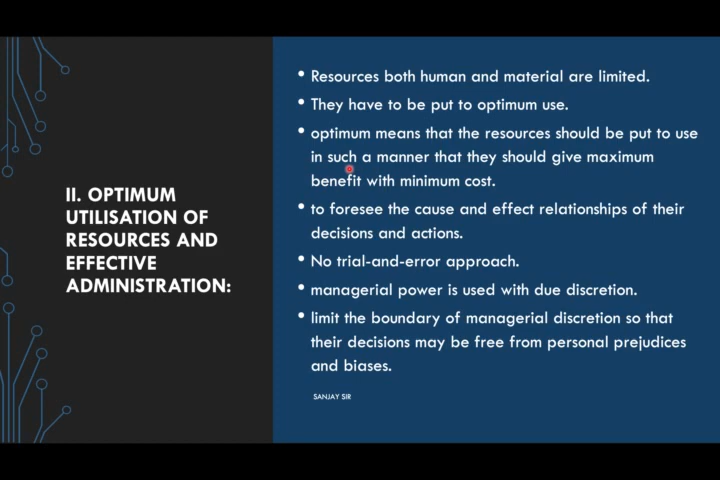 II. OPTIMUM
UTILISATION OF
RESOURCES AND
EFFECTIVE
ADMINISTRATION:
• Resources both human and material are limited.
• They have to be put to optimum use.
• optimum means that the resources should be put to use
in such a manner that they should give maximum
benefit with minimum cost.
• to foresee the cause and effect relationships of their
decisions and actions.
• No trial-and-error approach.
• managerial power is used with due discretion.
• limit the boundary of managerial discretion so that
their decisions may be free from personal prejudices
and biases.
SANJAY SIR